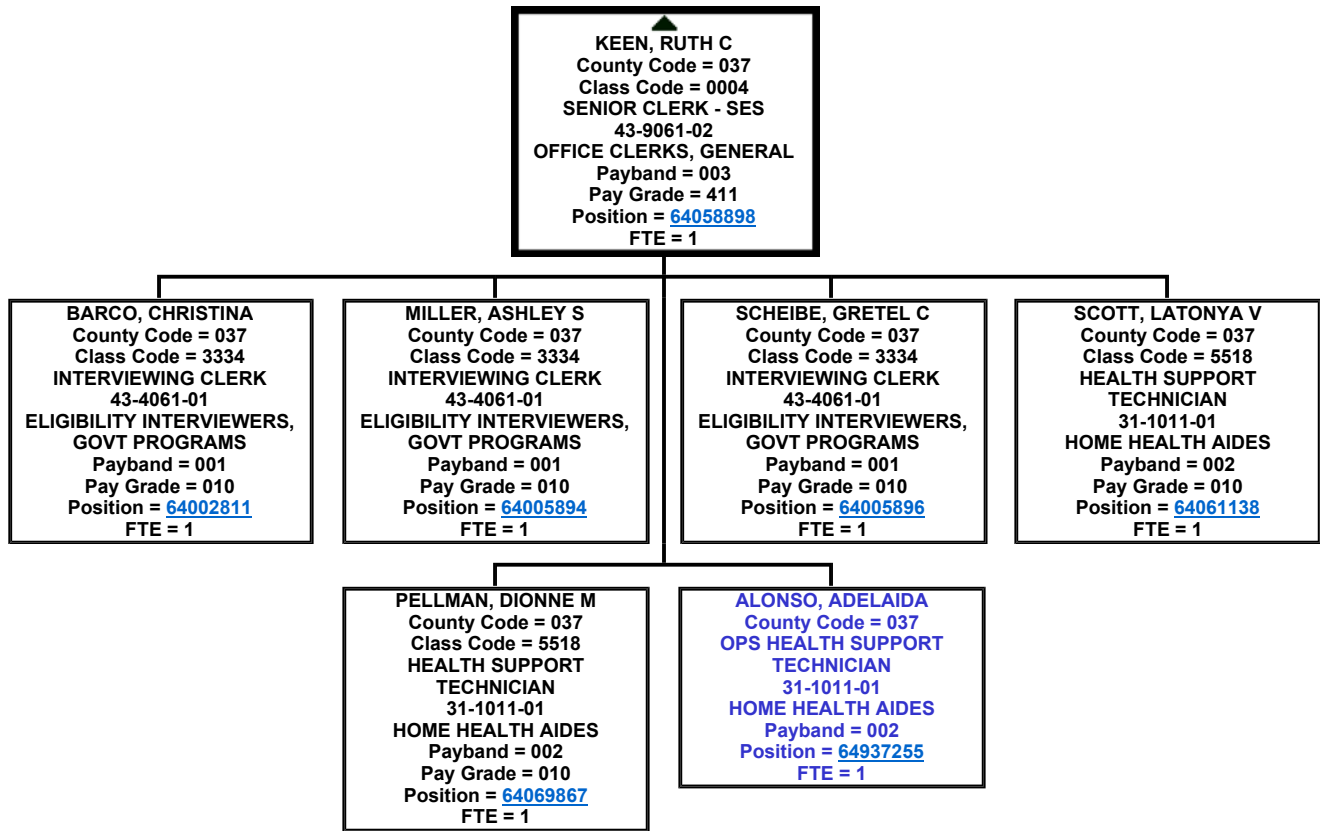 KEEN, RUTH C
County Code = 037
Class Code = 0004
SENIOR CLERK - SES
43-9061-02
OFFICE CLERKS, GENERAL
Payband = 003
Pay Grade = 411
Position = 64058898
FTE = 1
BARCO, CHRISTINA
County Code = 037
Class Code = 3334
INTERVIEWING CLERK
43-4061-01
ELIGIBILITY INTERVIEWERS,
GOVT PROGRAMS
Payband = 001
Pay Grade = 010
Position = 64002811
FTE = 1
MILLER, ASHLEY S
County Code = 037
Class Code = 3334
INTERVIEWING CLERK
43-4061-01
ELIGIBILITY INTERVIEWERS,
GOVT PROGRAMS
Payband = 001
Pay Grade = 010
Position = 64005894
FTE = 1
SCHEIBE, GRETEL C
County Code = 037
Class Code = 3334
INTERVIEWING CLERK
43-4061-01
ELIGIBILITY INTERVIEWERS,
GOVT PROGRAMS
Payband = 001
Pay Grade = 010
Position = 64005896
FTE = 1
SCOTT, LATONYA V
County Code = 037
Class Code = 5518
HEALTH SUPPORT
TECHNICIAN
31-1011-01
HOME HEALTH AIDES
Payband = 002
Pay Grade = 010
Position = 64061138
FTE = 1
PELLMAN, DIONNE M
County Code = 037
Class Code = 5518
HEALTH SUPPORT
TECHNICIAN
31-1011-01
HOME HEALTH AIDES
Payband = 002
Pay Grade = 010
Position = 64069867
FTE = 1
ALONSO, ADELAIDA
County Code = 037
OPS HEALTH SUPPORT
TECHNICIAN
31-1011-01
HOME HEALTH AIDES
Payband = 002
Position = 64937255
FTE = 1